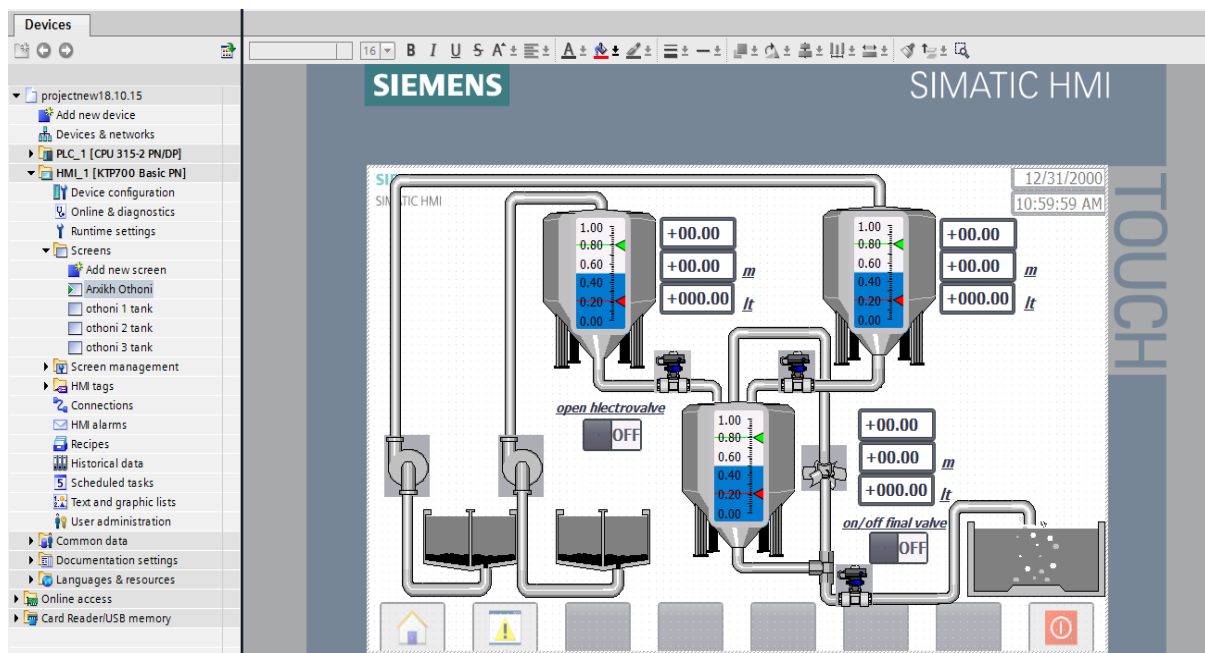 Devices
16
B I U S A A
projectnew18.10.15
Add new device
Devices & networks
PLC_1 [CPU 315-2 PN/DP]
HMI_1 [KTP700 Basic PN]
Device configuration
Online & diagnostics
Runtime settings
Screens
Add new screen
Arxikh Othoni
othoni 1 tank
othoni 2 tank
othoni 3 tank
Screen management
HMI tags
Connections
HMI alarms
Recipes
Historical data
Scheduled tasks
Text and graphic lists
User administration
Common data
Documentation settings
Languages & resources
Online access
Card Reader/USB memory
SIEMENS
SIMATIC HMI
TOUCH
SIMATIC HMI
12/31/2000
10:59:59 AM
1.00
0.80
0.60
0.40
0.20
0.00
+00.00
+00.00 m
+000.00 lt
1.00
0.80
0.60
0.40
0.20
0.00
+00.00
+00.00 m
+000.00 lt
open hlectrovalve
OFF
1.00
0.80
0.60
0.40
0.20
0.00
+00.00
+00.00 m
+000.00 lt
on/off final valve
OFF